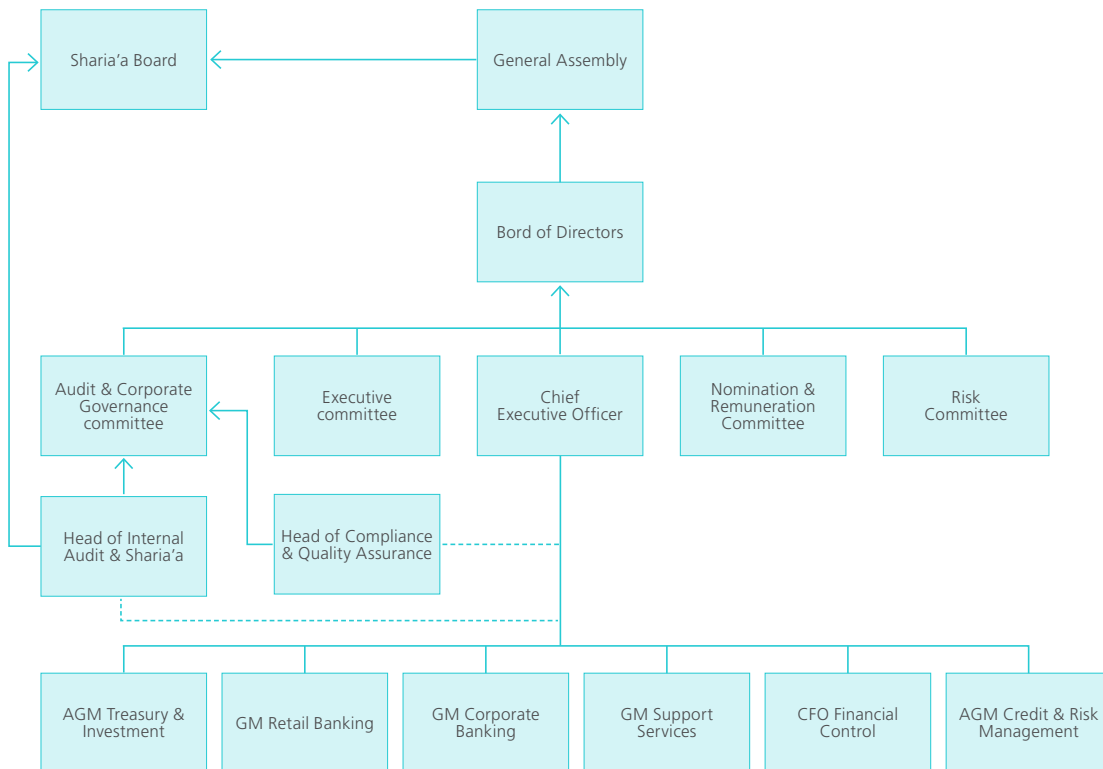 Sharia'a Board
General Assembly
Bord of Directors
Audit & Corporate
Governance
committee
Executive
committee
Chief
Executive Officer
Nomination &
Remuneration
Committee
Risk
Committee
Head of Internal
Audit & Sharia'a
Head of Compliance
& Quality Assurance
AGM Treasury &
Investment
GM Retail Banking
GM Corporate
Banking
GM Support
Services
CFO Financial
Control
AGM Credit & Risk
Management